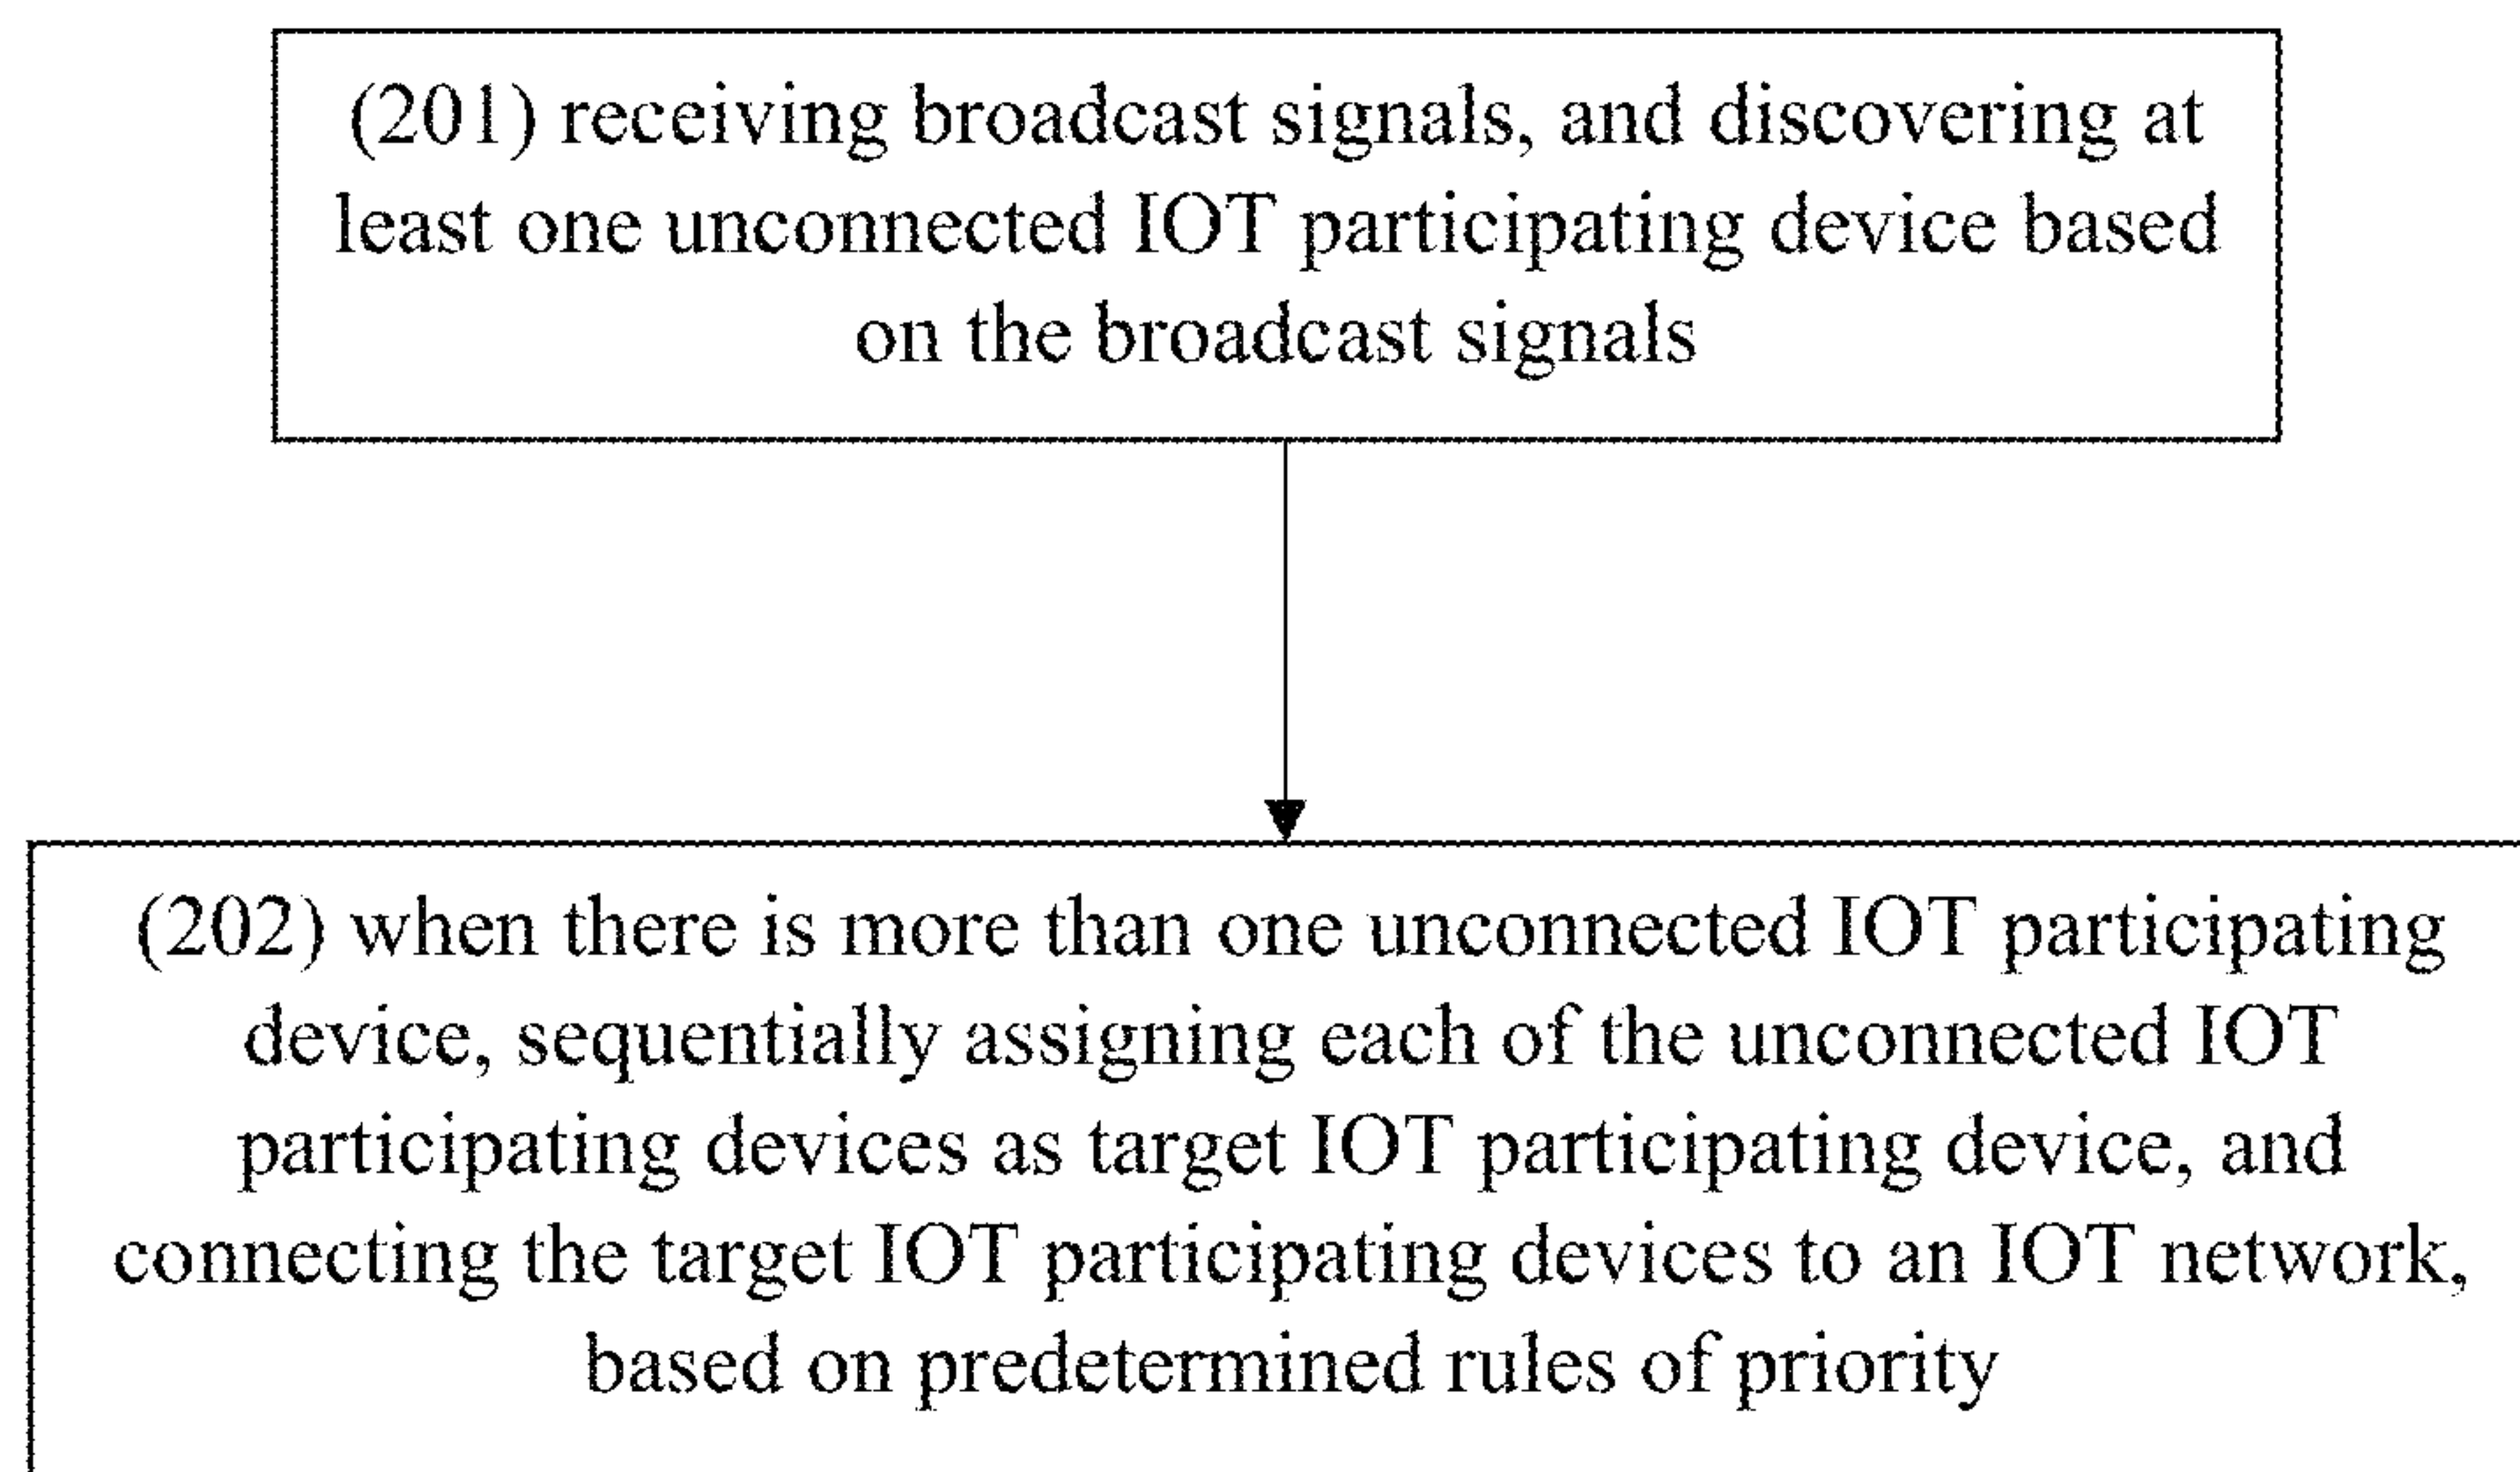 (201) receiving broadcast signals, and discovering at
least one unconnected IOT participating device based
on the broadcast signals
(202) when there is more than one unconnected IOT participating
device, sequentially assigning each of the unconnected IOT
participating devices as target IOT participating device, and
connecting the target IOT participating devices to an IOT network,
based on predetermined rules of priority